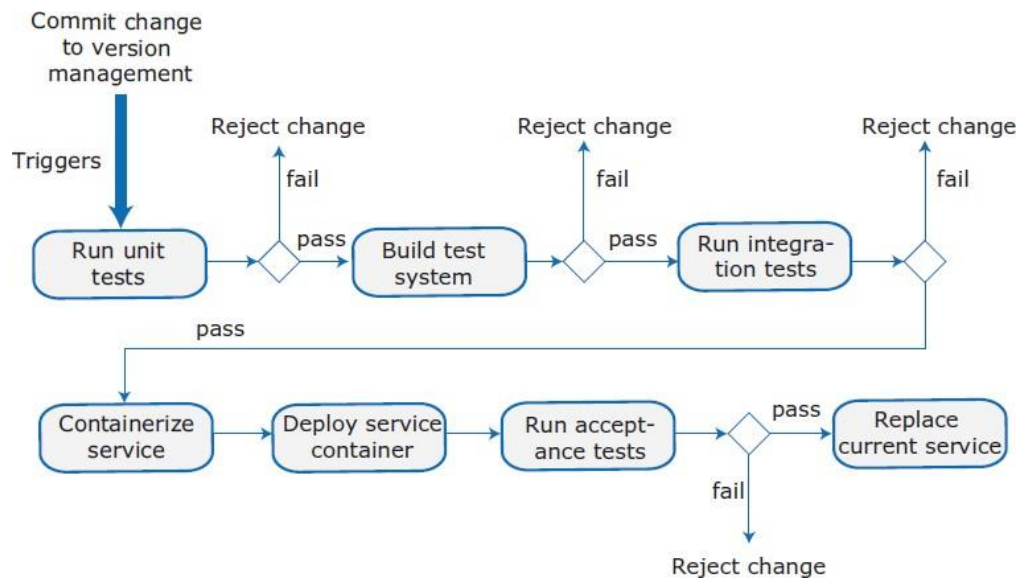 Commit change
to version
management
Triggers
Reject change
Reject change
Reject change
fail
fail
fail
Run unit
tests
pass
Build test
system
pass
Run integra-
tion tests
pass
Containerize
service
Deploy service
container
Run accept-
ance tests
pass
Replace
current service
fail
Reject change